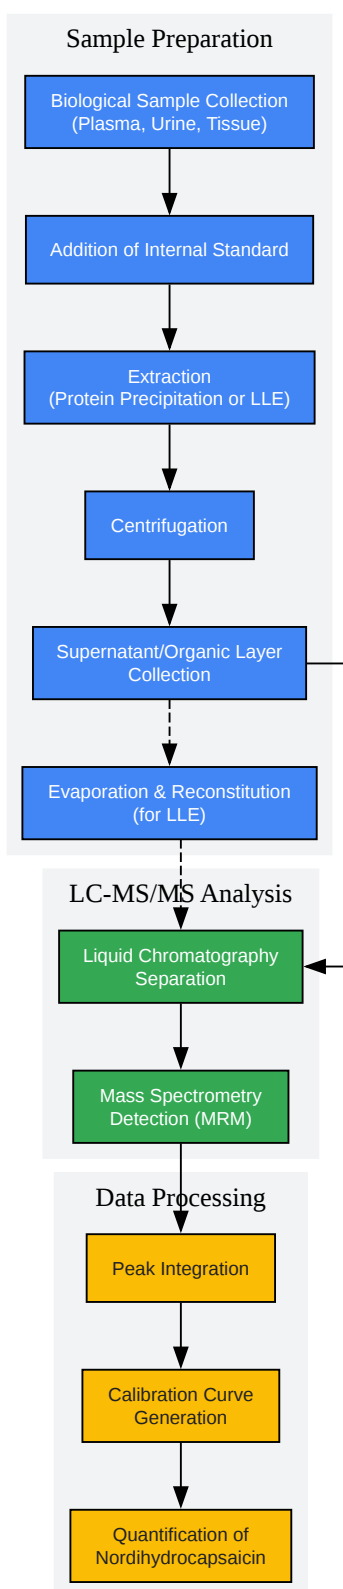 Sample Preparation
Biological Sample Collection
(Plasma, Urine, Tissue)
Addition of Internal Standard
Extraction
(Protein Precipitation or LLE)
Centrifugation
Supernatant/Organic Layer
Collection
Evaporation & Reconstitution
(for LLE)
LC-MS/MS Analysis
Liquid Chromatography
Separation
Mass Spectrometry
Detection (MRM)
Data Processing
Peak Integration
Calibration Curve
Generation
Quantification of
Nordihydrocapsaicin